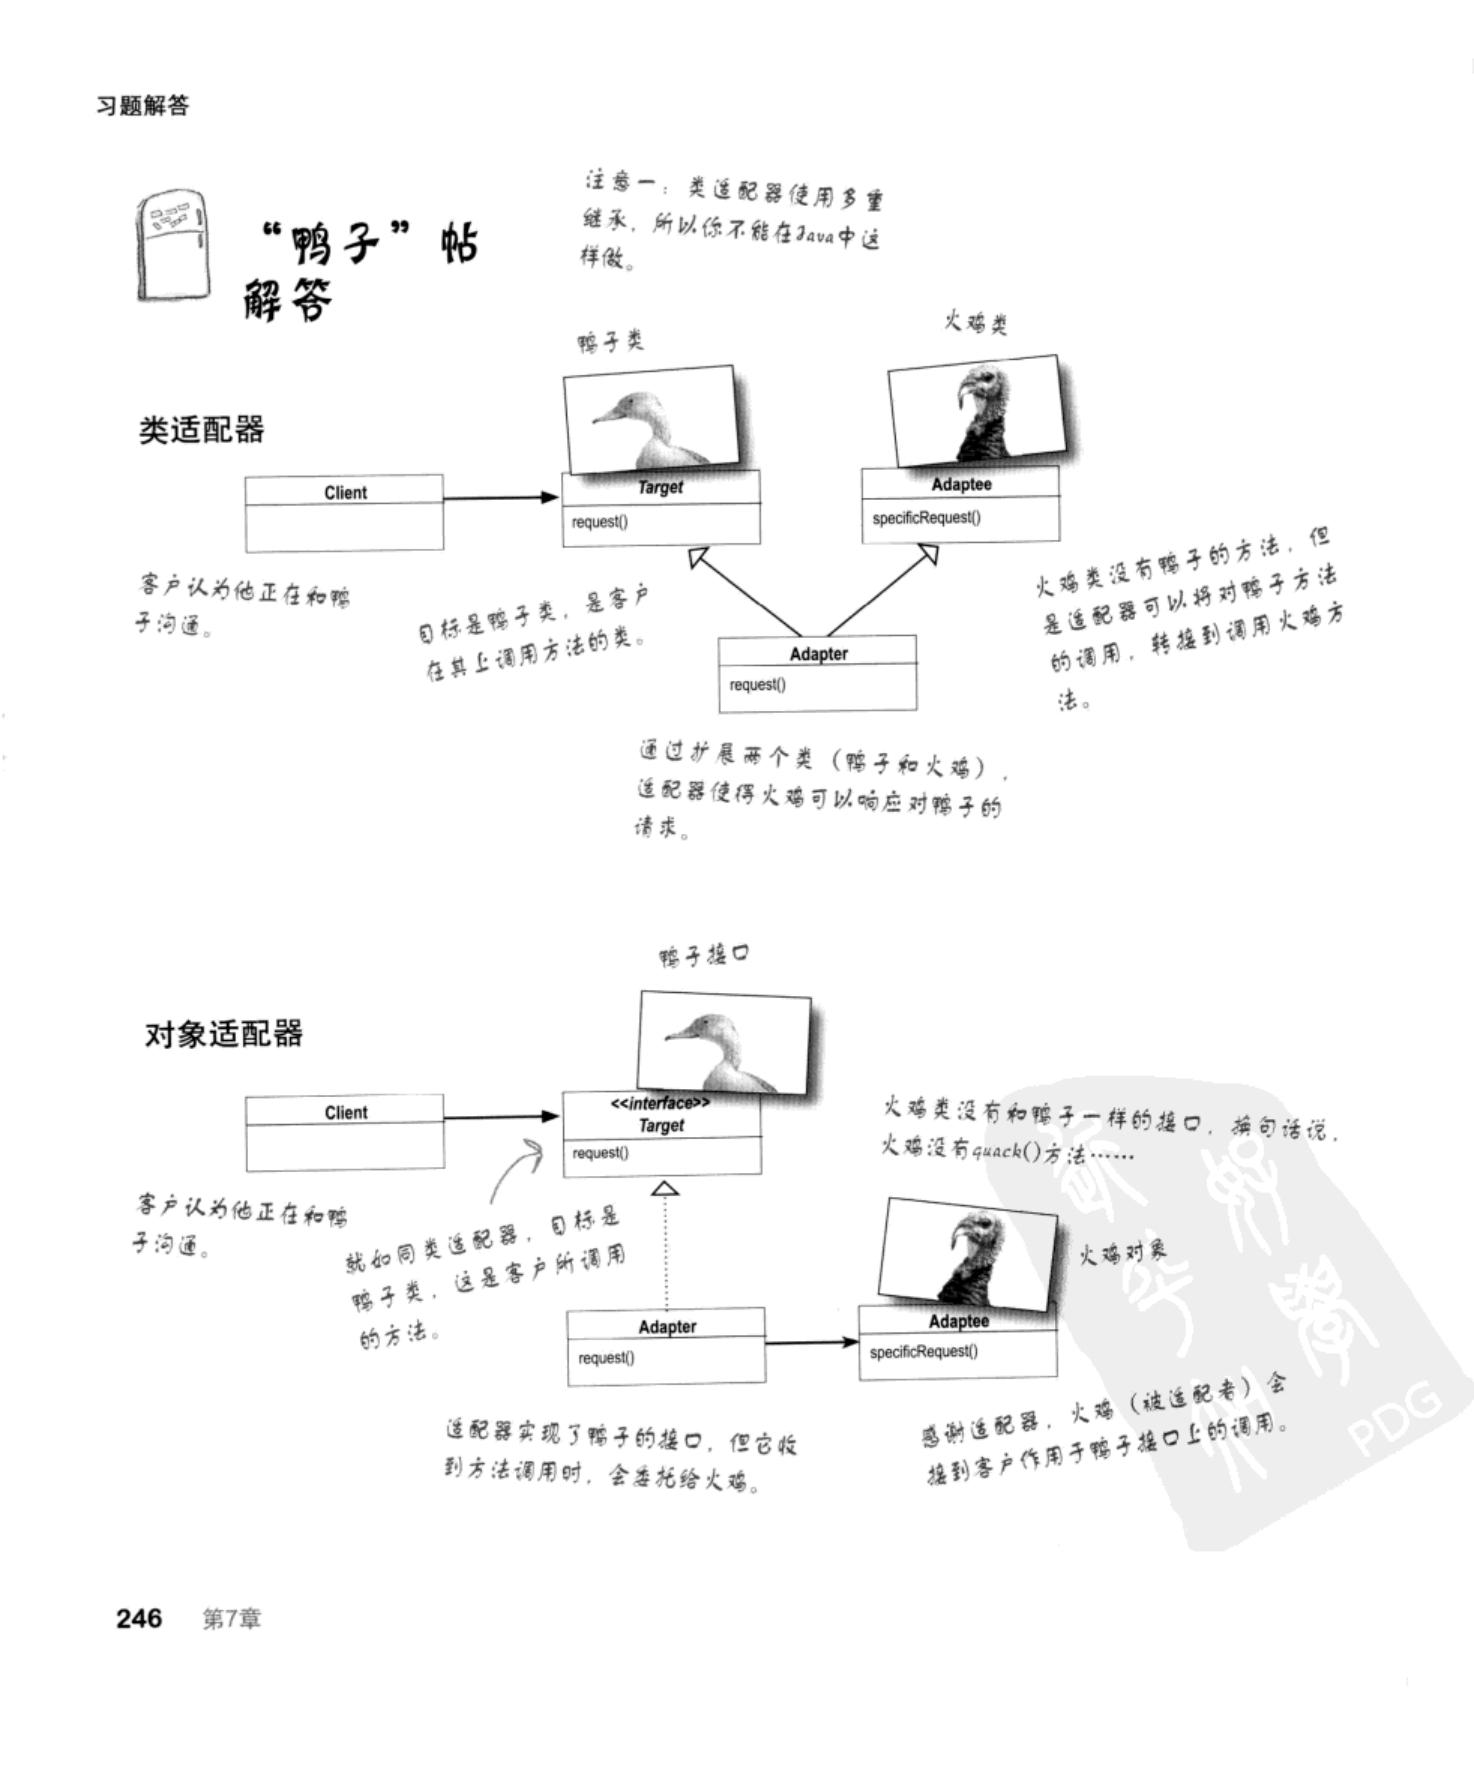 习题解答
“鸭子”帖
解答
注意一：类适配器使用多重
继承，所以你不能在Java中这
样做。
鸭子类
火鸡类
类适配器
Client
Target
request()
Adaptee
specificRequest()
客户认为他正在和鸭
子沟通。
目标是鸭子类，是客户
在其上调用方法的类。
Adapter
request()
火鸡类没有鸭子的方法，但
是适配器可以将对鸭子方法
的调用，转接到调用火鸡方
法。
通过扩展两个类（鸭子和火鸡），
适配器使得火鸡可以响应对鸭子的
请求。
鸭子接口
对象适配器
Client
<<interface>>
Target
request()
火鸡类没有和鸭子一样的接口，换句话说，
火鸡没有quack()方法……
客户认为他正在和鸭
子沟通。
就如同类适配器，目标是
鸭子类，这是客户所调用
的方法。
火鸡对象
Adapter
request()
Adaptee
specificRequest()
适配器实现了鸭子的接口，但它收
到方法调用时，会委托给火鸡。
感谢适配器，火鸡（被适配者）会
接到客户作用于鸭子接口上的调用。
PDG
246 第7章